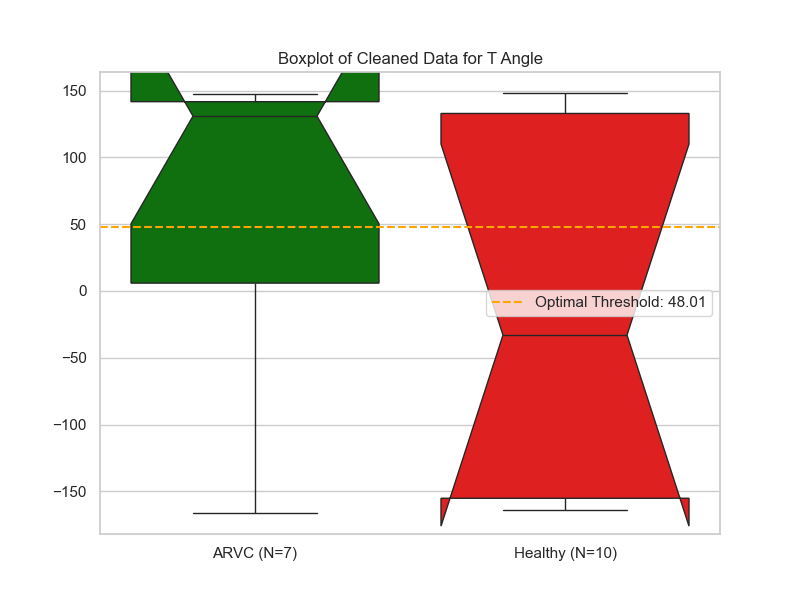 Boxplot of Cleaned Data for T Angle
150
100
50
0
−50
−100
−150
Optimal Threshold: 48.01
ARVC (N=7)
Healthy (N=10)